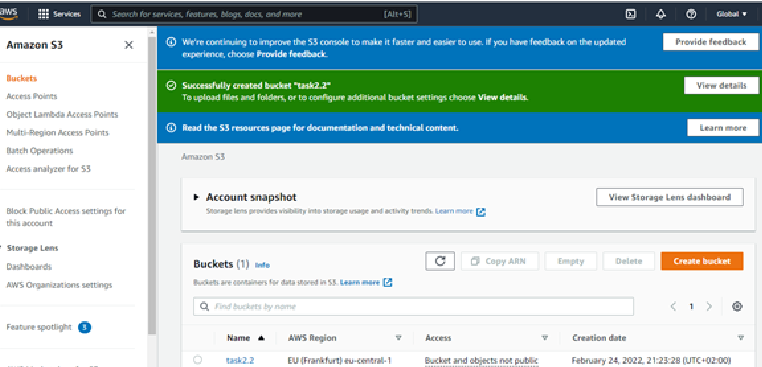 aws Services Search for services, features, blogs, docs, and more [Alt+S] Global ▼
Amazon S3
Buckets
Access Points
Object Lambda Access Points
Multi-Region Access Points
Batch Operations
Access analyzer for S3
Block Public Access settings for
this account
Storage Lens
Dashboards
AWS Organizations settings
Feature spotlight 3
We're continuing to improve the S3 console to make it faster and easier to use. If you have feedback on the updated
experience, choose Provide feedback.
Provide feedback
Successfully created bucket "task2.2"
To upload files and folders, or to configure additional bucket settings choose View details.
View details
Read the S3 resources page for documentation and technical content.
Learn more
Amazon S3
Account snapshot
Storage lens provides visibility into storage usage and activity trends. Learn more
View Storage Lens dashboard
Buckets (1) Info
Copy ARN
Empty
Delete
Create bucket
Buckets are containers for data stored in S3. Learn more
Find buckets by name
1
Name AWS Region Access Creation date
task2.2 EU (Frankfurt) eu-central-1 Bucket and objects not public February 24, 2022, 21:23:28 (UTC+02:00)